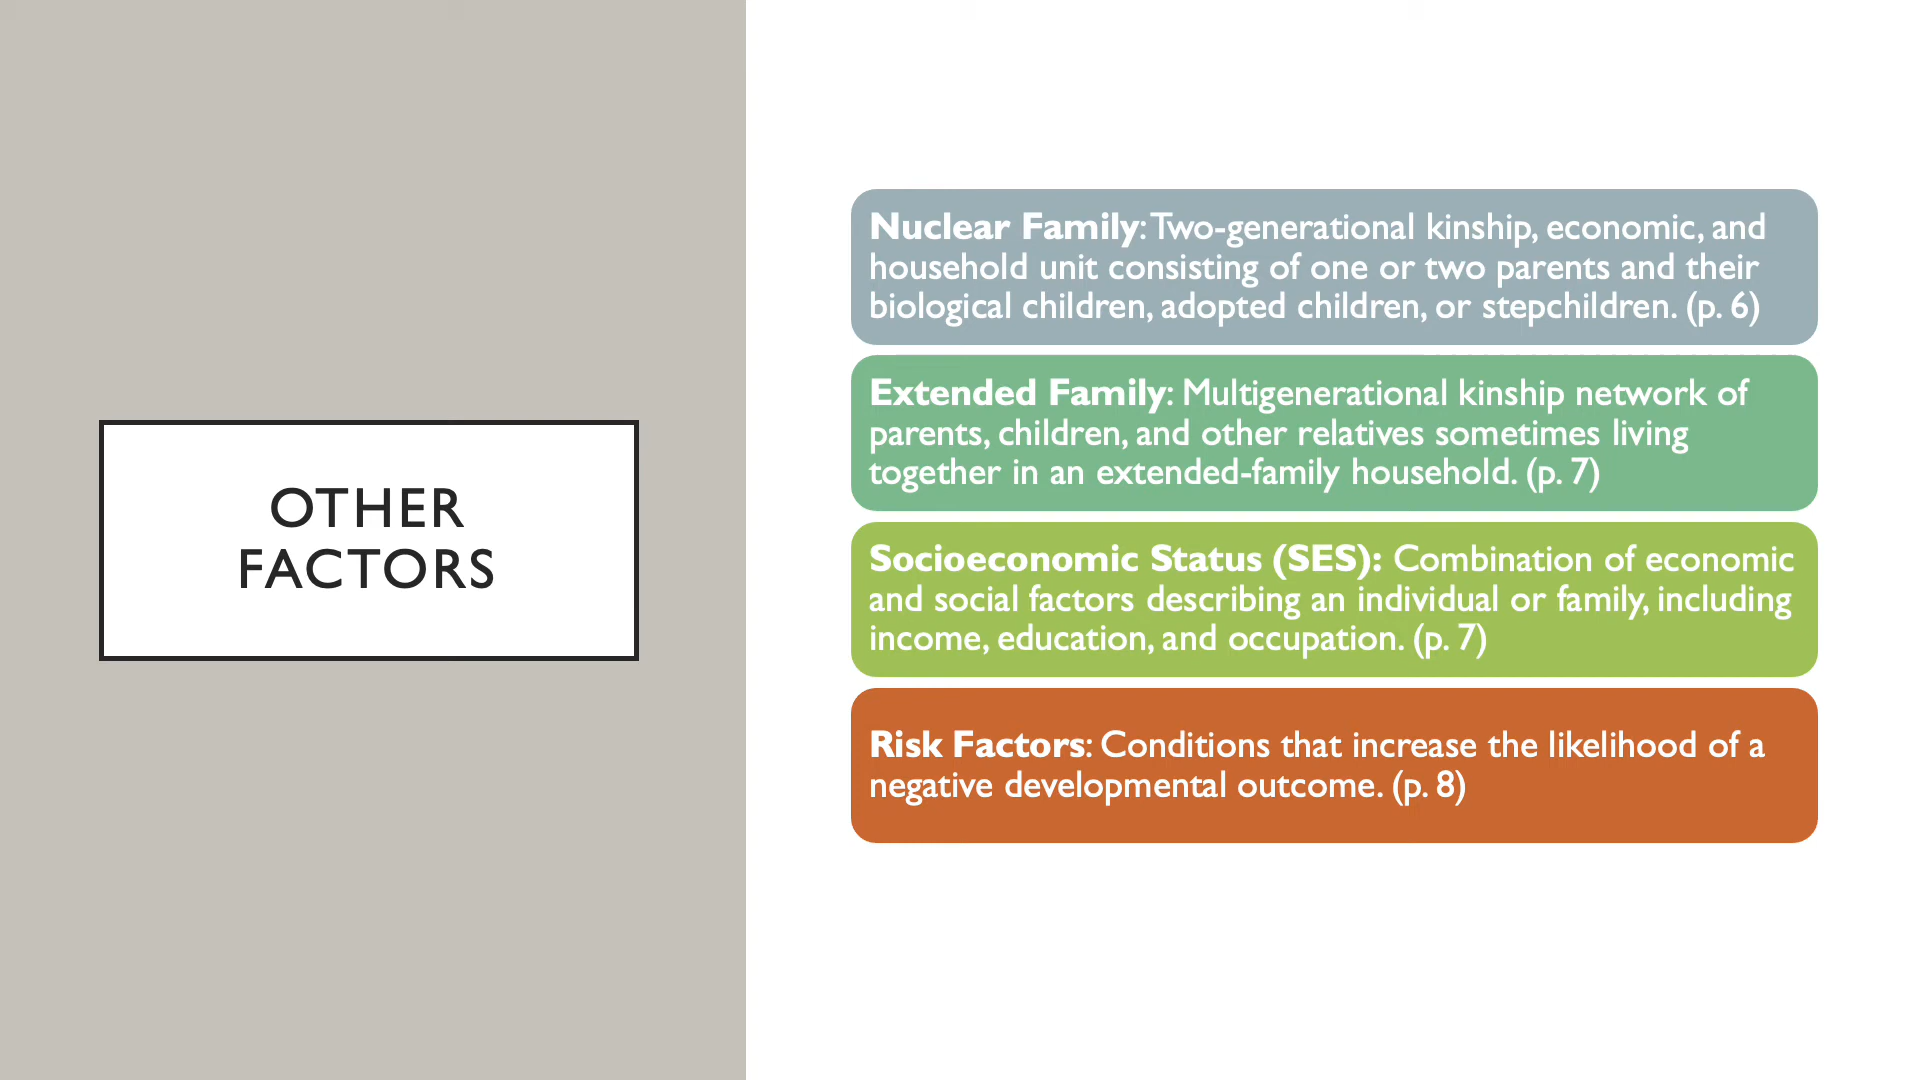 OTHER
FACTORS
Nuclear Family: Two-generational kinship, economic, and
household unit consisting of one or two parents and their
biological children, adopted children, or stepchildren. (p. 6)
Extended Family: Multigenerational kinship network of
parents, children, and other relatives sometimes living
together in an extended-family household. (p. 7)
Socioeconomic Status (SES): Combination of economic
and social factors describing an individual or family, including
income, education, and occupation. (p. 7)
Risk Factors: Conditions that increase the likelihood of a
negative developmental outcome. (p. 8)